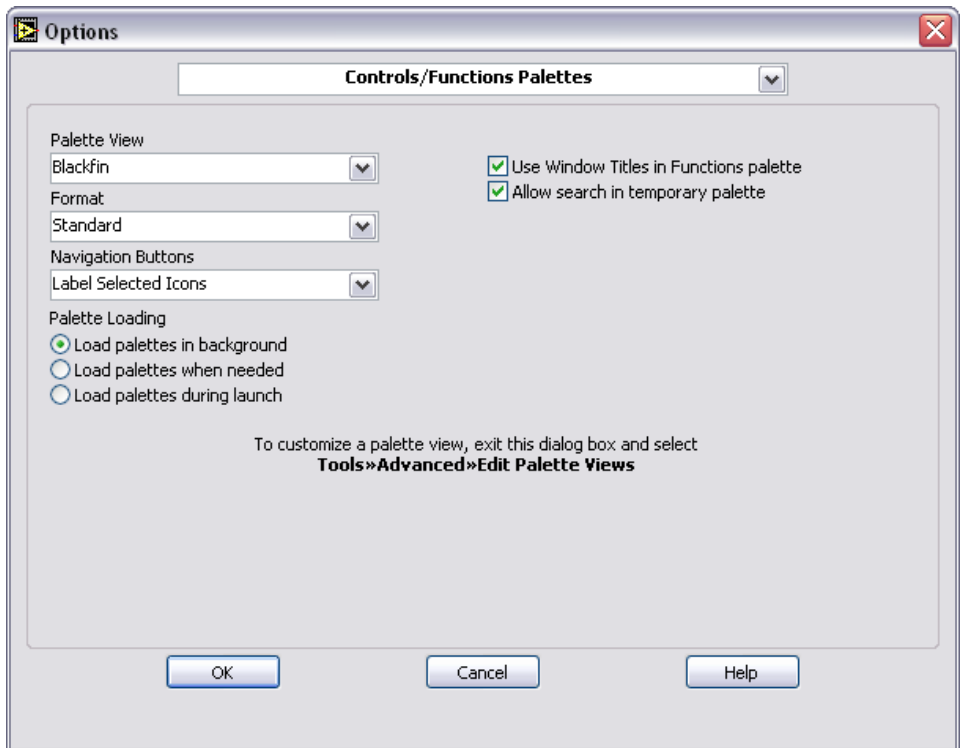 Options
Controls/Functions Palettes
Palette View
Blackfin
Format
Standard
Navigation Buttons
Label Selected Icons
Palette Loading
Load palettes in background
Load palettes when needed
Load palettes during launch
Use Window Titles in Functions palette
Allow search in temporary palette
To customize a palette view, exit this dialog box and select
Tools»Advanced»Edit Palette Views
OK
Cancel
Help